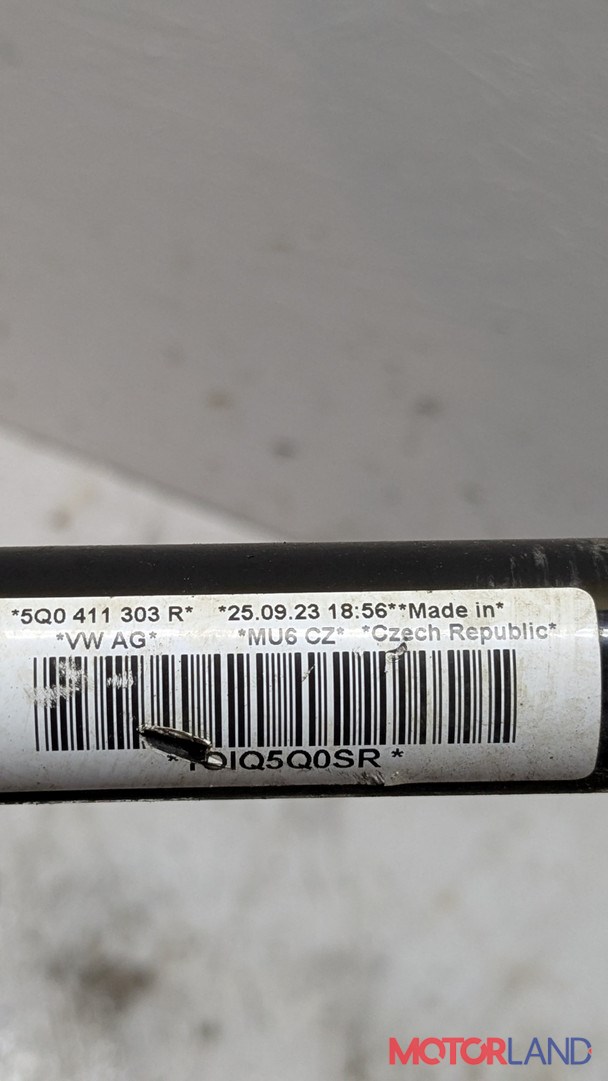 *5Q0 411 303 R* *25.09.23 18:56**Made in*
*VW AG* *MU6 CZ* *Czech Republic*
MOTORLAND